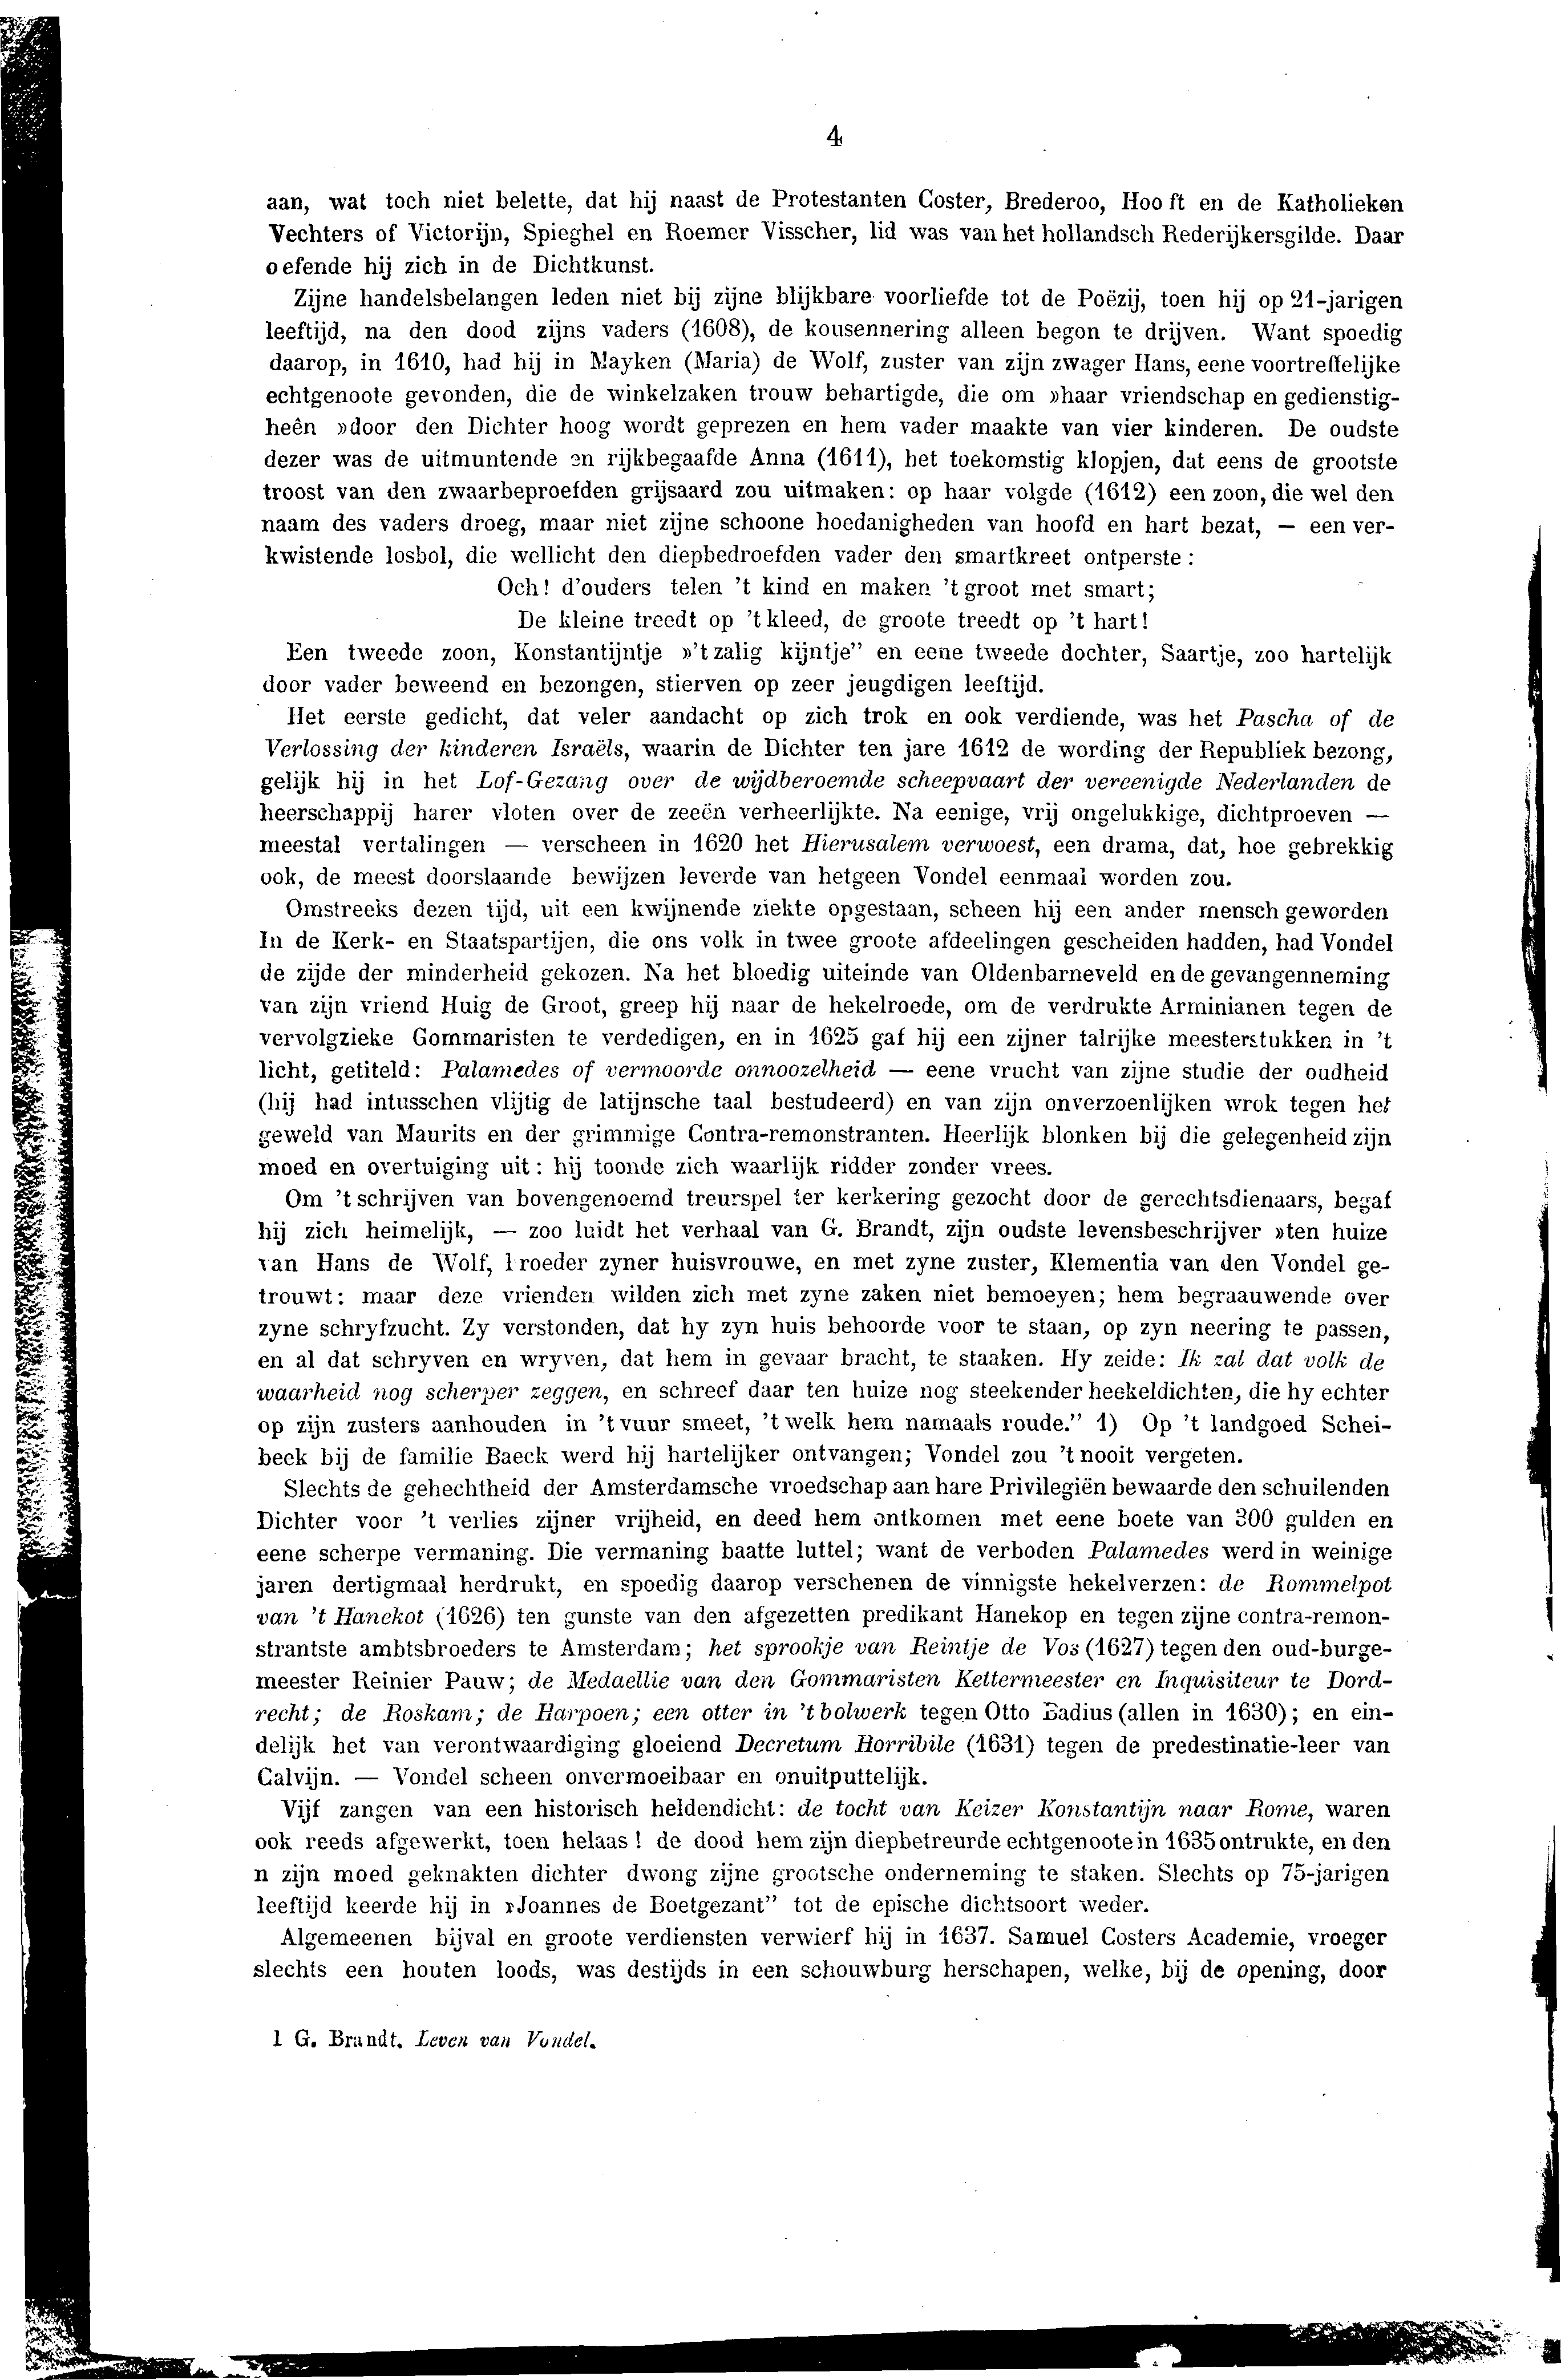 4
aan, wat toch niet belette, dat hij naast de Protestanten Coster, Brederoo, Hooft en de Katholieken
Vechters of Victorijn, Spieghel en Roemer Visscher, lid was van het hollandsch Rederijkersgilde. Daar
oefende hij zich in de Dichtkunst.
Zijne handelsbelangen leden niet bij zijne blijkbare voorliefde tot de Poëzij, toen hij op 21-jarigen
leeftijd, na den dood zijns vaders (1608), de kousennering alleen begon te drijven. Want spoedig
daarop, in 1610, had hij in Mayken (Maria) de Wolf, zuster van zijn zwager Hans, eene voortreffelijke
echtgenoote gevonden, die de winkelzaken trouw behartigde, die om »haar vriendschap en gedienstig-
heên »door den Dichter hoog wordt geprezen en hem vader maakte van vier kinderen. De oudste
dezer was de uitmuntende en rijkbegaafde Anna (1611), het toekomstig klopjen, dat eens de grootste
troost van den zwaarbeproefden grijsaard zou uitmaken: op haar volgde (1612) een zoon, die wel den
naam des vaders droeg, maar niet zijne schoone hoedanigheden van hoofd en hart bezat, — een ver-
kwistende losbol, die wellicht den diepbedroefden vader den smartkreet ontperste:
Och! d'ouders telen 't kind en maken 't groot met smart;
De kleine treedt op 't kleed, de groote treedt op 't hart!
Een tweede zoon, Konstantijntje »'t zalig kijntje" en eene tweede dochter, Saartje, zoo hartelijk
door vader beweend en bezongen, stierven op zeer jeugdigen leeftijd.
Het eerste gedicht, dat veler aandacht op zich trok en ook verdiende, was het Pascha of de
Verlossing der kinderen Israëls, waarin de Dichter ten jare 1612 de wording der Republiek bezong,
gelijk hij in het Lof-Gezang over de wijdberoemde scheepvaart der vereenigde Nederlanden de
heerschappij harer vloten over de zeeën verheerlijkte. Na eenige, vrij ongelukkige, dichtproeven —
meestal vertalingen — verscheen in 1620 het Hierusalem verwoest, een drama, dat, hoe gebrekkig
ook, de meest doorslaande bewijzen leverde van hetgeen Vondel eenmaal worden zou.
Omstreeks dezen tijd, uit een kwijnende ziekte opgestaan, scheen hij een ander mensch geworden
In de Kerk- en Staatspartijen, die ons volk in twee groote afdeelingen gescheiden hadden, had Vondel
de zijde der minderheid gekozen. Na het bloedig uiteinde van Oldenbarneveld en de gevangenneming
van zijn vriend Huig de Groot, greep hij naar de hekelroede, om de verdrukte Arminianen tegen de
vervolgzieke Gommaristen te verdedigen, en in 1625 gaf hij een zijner talrijke meesterstukken in 't
licht, getiteld: Palamedes of vermoorde onnoozelheid — eene vrucht van zijne studie der oudheid
(hij had intusschen vlijtig de latijnsche taal bestudeerd) en van zijn onverzoenlijken wrok tegen het
geweld van Maurits en der grimmige Contra-remonstranten. Heerlijk blonken bij die gelegenheid zijn
moed en overtuiging uit: hij toonde zich waarlijk ridder zonder vrees.
Om 't schrijven van bovengenoemd treurspel ter kerkering gezocht door de gerechtsdienaars, begaf
hij zich heimelijk, — zoo luidt het verhaal van G. Brandt, zijn oudste levensbeschrijver »ten huize
van Hans de Wolf, broeder zyner huisvrouwe, en met zyne zuster, Klementia van den Vondel ge-
trouwt: maar deze vrienden wilden zich met zyne zaken niet bemoeyen; hem begraauwende over
zyne schryfzucht. Zy verstonden, dat hy zyn huis behoorde voor te staan, op zyn neering te passen,
en al dat schryven en wryven, dat hem in gevaar bracht, te staaken. Hy zeide: Ik zal dat volk de
waarheid nog scherper zeggen, en schreef daar ten huize nog steekender heekeldichten, die hy echter
op zijn zusters aanhouden in 't vuur smeet, 't welk hem namaals roude." 1) Op 't landgoed Schei-
beek bij de familie Baeck werd hij hartelijker ontvangen; Vondel zou 't nooit vergeten.
Slechts de gehechtheid der Amsterdamsche vroedschap aan hare Privilegiën bewaarde den schuilenden
Dichter voor 't verlies zijner vrijheid, en deed hem ontkomen met eene boete van 300 gulden en
eene scherpe vermaning. Die vermaning baatte luttel; want de verboden Palamedes werd in weinige
jaren dertigmaal herdrukt, en spoedig daarop verschenen de vinnigste hekelverzen: de Rommelpot
van 't Hanekot (1626) ten gunste van den afgezetten predikant Hanekop en tegen zijne contra-remon-
strantste ambtsbroeders te Amsterdam; het sprookje van Reintje de Vos (1627) tegen den oud-burge-
meester Reinier Pauw; de Medaellie van den Gommaristen Kettermeester en Inquisiteur te Dord-
recht; de Roskam; de Harpoen; een otter in 't bolwerk tegen Otto Badius (allen in 1630); en ein-
delijk het van verontwaardiging gloeiend Decretum Horribile (1631) tegen de predestinatie-leer van
Calvijn. — Vondel scheen onvermoeibaar en onuitputtelijk.
Vijf zangen van een historisch heldendicht: de tocht van Keizer Konstantijn naar Rome, waren
ook reeds afgewerkt, toen helaas! de dood hem zijn diepbetreurde echtgenoote in 1635 ontrukte, en den
n zijn moed geknakten dichter dwong zijne grootsche onderneming te staken. Slechts op 75-jarigen
leeftijd keerde hij in »Joannes de Boetgezant" tot de epische dichtsoort weder.
Algemeenen bijval en groote verdiensten verwierf hij in 1637. Samuel Costers Academie, vroeger
slechts een houten loods, was destijds in een schouwburg herschapen, welke, bij de opening, door
1 G. Brandt. Leven van Vondel.